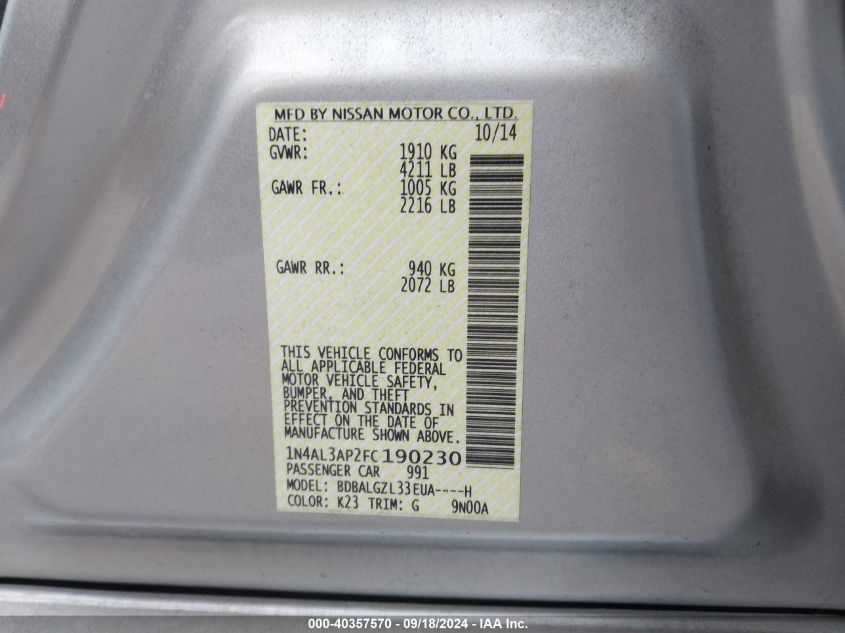 MFD BY NISSAN MOTOR CO., LTD.
DATE: 10/14
GVWR: 1910 KG
4211 LB
GAWR FR.: 1005 KG
2216 LB
GAWR RR.: 940 KG
2072 LB
THIS VEHICLE CONFORMS TO
ALL APPLICABLE FEDERAL
MOTOR VEHICLE SAFETY,
BUMPER, AND THEFT
PREVENTION STANDARDS IN
EFFECT ON THE DATE OF
MANUFACTURE SHOWN ABOVE.
1N4AL3AP2FC190230
PASSENGER CAR 991
MODEL: BDBALGZL33EUA----H
COLOR: K23 TRIM: G 9N00A
000-40357570 - 09/18/2024 - IAA Inc.